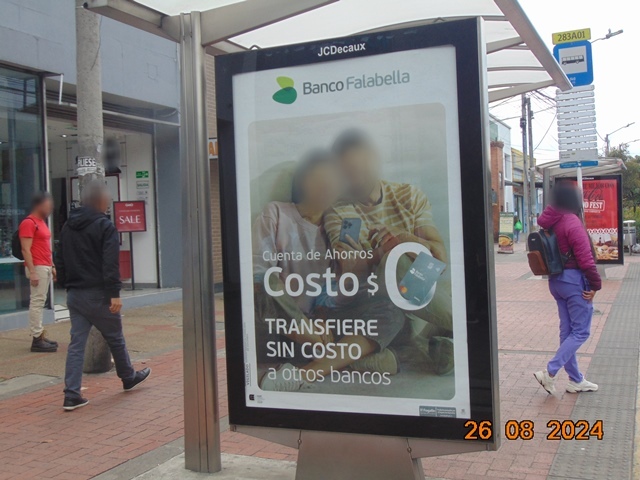 JCDecaux
283A01
Banco Falabella
SALE
Cuenta de Ahorros
Costo $0
TRANSFIERE
SIN COSTO
a otros bancos
26 08 2024